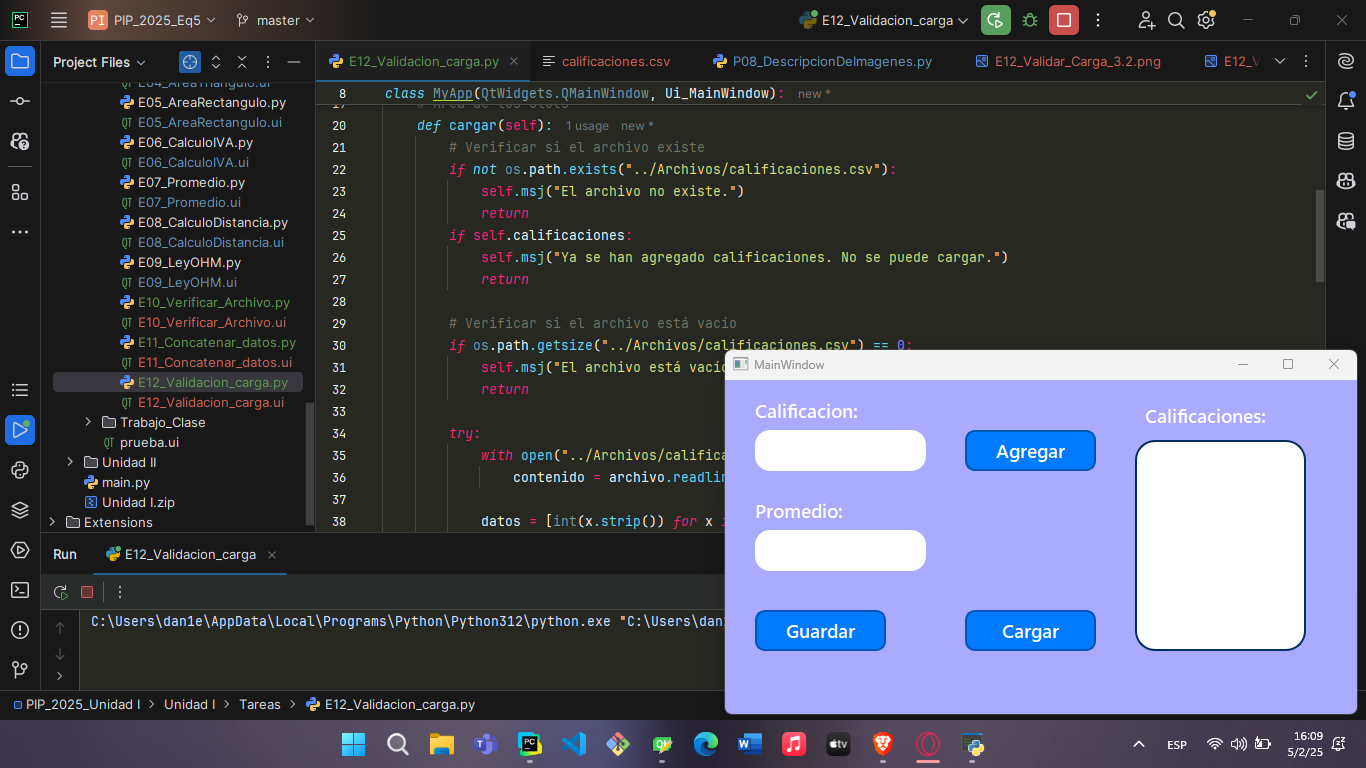 PC
PI PIP_2025_Eq5
master
E12_Validacion_carga
Project Files
E12_Validacion_carga.py
calificaciones.csv
P08_DescripcionDeImagenes.py
E12_Validar_Carga_3.2.png
E12_V
E04_AreaTriangulo.ui
E05_AreaRectangulo.py
E05_AreaRectangulo.ui
E06_CalculoIVA.py
E06_CalculoIVA.ui
E07_Promedio.py
E07_Promedio.ui
E08_CalculoDistancia.py
E08_CalculoDistancia.ui
E09_LeyOHM.py
E09_LeyOHM.ui
E10_Verificar_Archivo.py
E10_Verificar_Archivo.ui
E11_Concatenar_datos.py
E11_Concatenar_datos.ui
E12_Validacion_carga.py
E12_Validacion_carga.ui
Trabajo_Clase
prueba.ui
Unidad II
main.py
Unidad I.zip
Extensions
8 class MyApp(QtWidgets.QMainWindow, Ui_MainWindow): new *
19 # Área de los Slots
20 def cargar(self): 1 usage new *
21 # Verificar si el archivo existe
22 if not os.path.exists("../Archivos/calificaciones.csv"):
23 self.msj("El archivo no existe.")
24 return
25 if self.calificaciones:
26 self.msj("Ya se han agregado calificaciones. No se puede cargar.")
27 return
28
29 # Verificar si el archivo está vacío
30 if os.path.getsize("../Archivos/calificaciones.csv") == 0:
31 self.msj("El archivo está vacío
32 return
33
34 try:
35 with open("../Archivos/califica
36 contenido = archivo.readlin
37
38 datos = [int(x.strip()) for x i
MainWindow
Calificacion:
Calificaciones:
Agregar
Promedio:
Guardar
Cargar
Run
E12_Validacion_carga
C:\Users\dan1e\AppData\Local\Programs\Python\Python312\python.exe "C:\Users\dan
PIP_2025_Unidad I
Unidad I
Tareas
E12_Validacion_carga.py
ESP
16:09
5/2/25